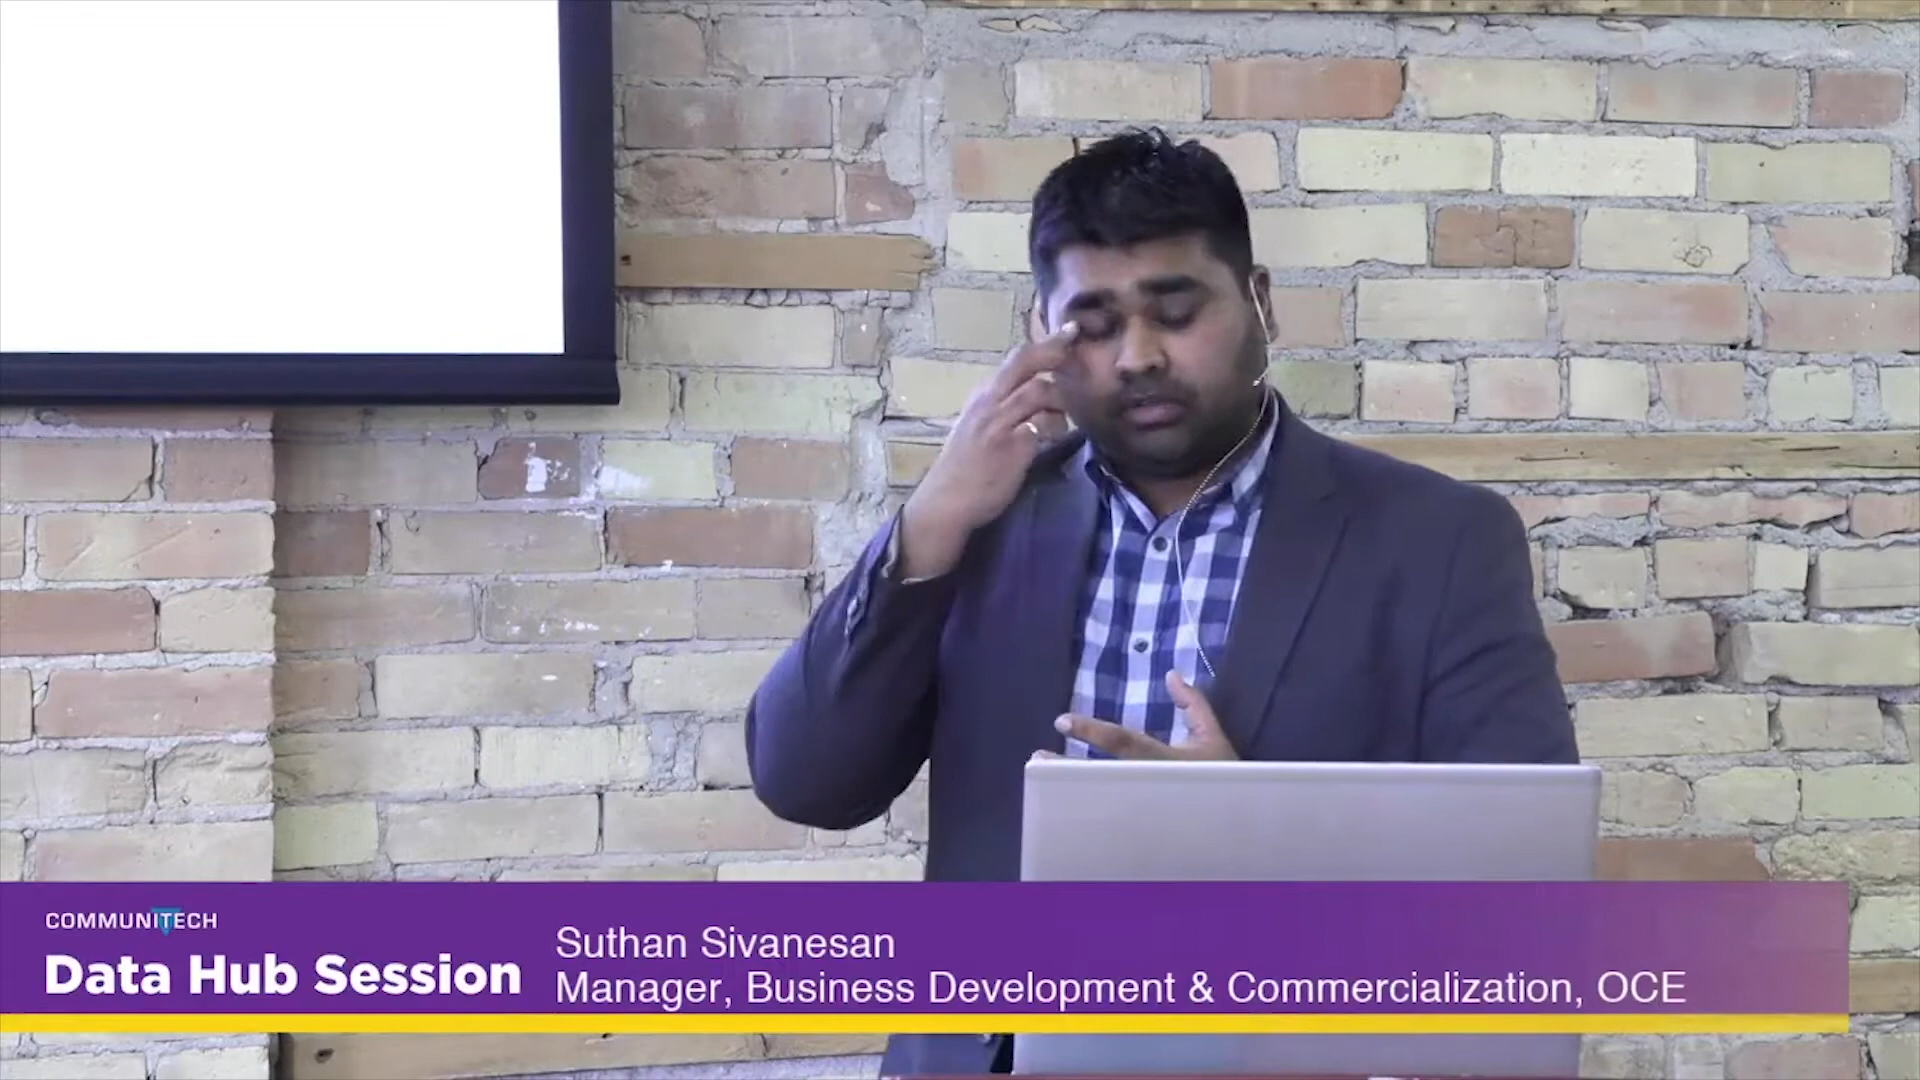 COMMUNITECH
Data Hub Session
Suthan Sivanesan
Manager, Business Development & Commercialization, OCE